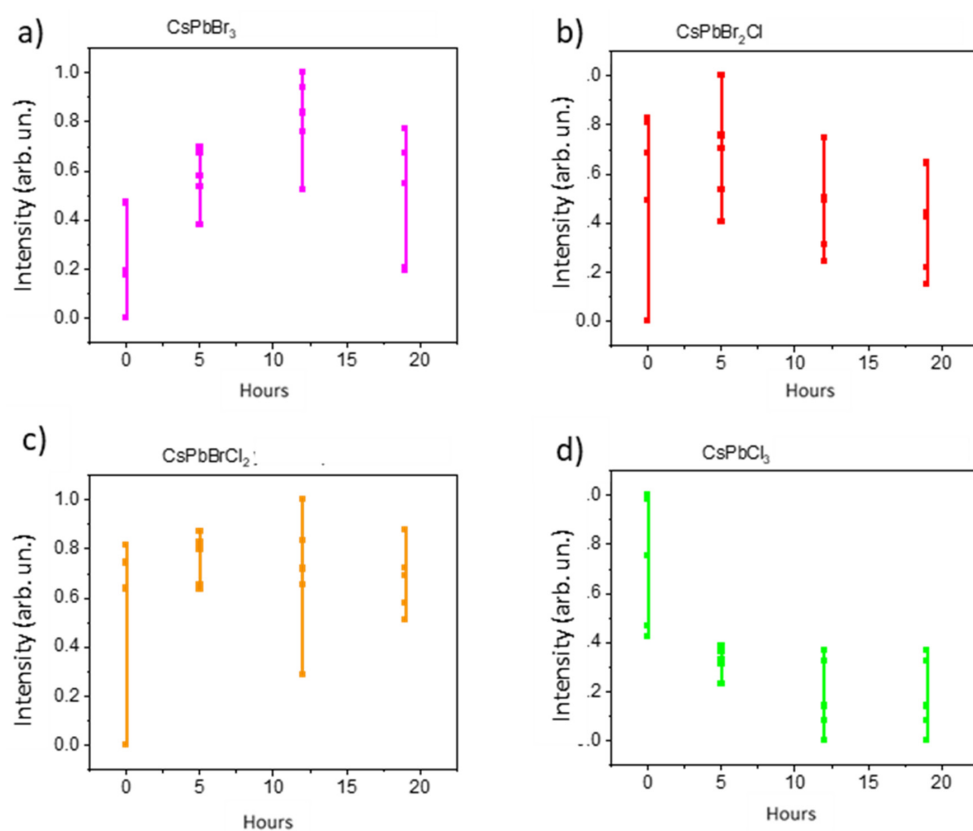 a)
CsPbBr₃
Intensity (arb. un.)
1.0
0.8
0.6
0.4
0.2
0.0
0 5 10 15 20
Hours
b)
CsPbBr₂Cl
Intensity (arb. un.)
.0
.8
.6
.4
.2
.0
0 5 10 15 20
Hours
c)
CsPbBrCl₂ :
Intensity (arb. un.)
1.0
0.8
0.6
0.4
0.2
0.0
0 5 10 15 20
Hours
d)
CsPbCl₃
Intensity (arb. un.)
.0
.8
.6
.4
.2
.0
0 5 10 15 20
Hours